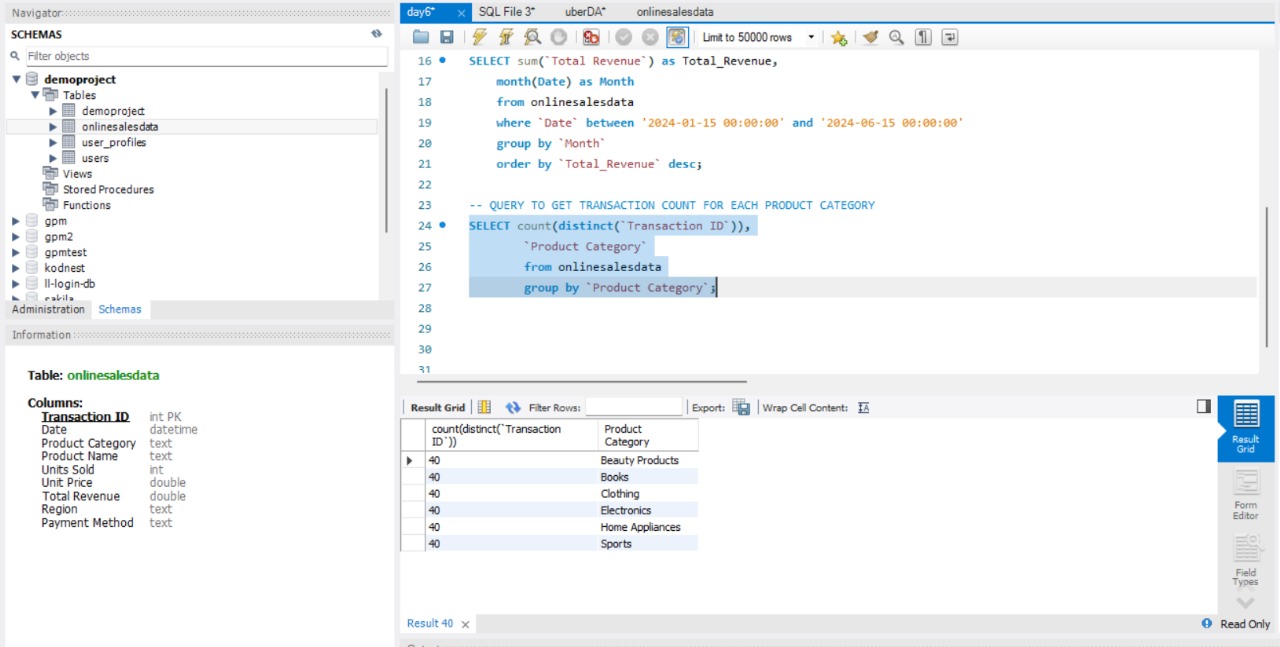 Navigator
SCHEMAS
Filter objects
demoproject
Tables
demoproject
onlinesalesdata
user_profiles
users
Views
Stored Procedures
Functions
gpm
gpm2
gpmtest
kodnest
ll-login-db
sakila
Administration Schemas
Information
Table: onlinesalesdata
Columns:
Transaction ID int PK
Date datetime
Product Category text
Product Name text
Units Sold int
Unit Price double
Total Revenue double
Region text
Payment Method text
day6* SQL File 3* uberDA* onlinesalesdata
Limit to 50000 rows
16 SELECT sum(`Total Revenue`) as Total_Revenue,
17 month(Date) as Month
18 from onlinesalesdata
19 where `Date` between '2024-01-15 00:00:00' and '2024-06-15 00:00:00'
20 group by `Month`
21 order by `Total_Revenue` desc;
22
23 -- QUERY TO GET TRANSACTION COUNT FOR EACH PRODUCT CATEGORY
24 SELECT count(distinct(`Transaction ID`)),
25 `Product Category`
26 from onlinesalesdata
27 group by `Product Category`;
28
29
30
31
Result Grid Filter Rows: Export: Wrap Cell Content:
count(distinct(`Transaction ID`)) Product Category
40 Beauty Products
40 Books
40 Clothing
40 Electronics
40 Home Appliances
40 Sports
Result Grid
Form Editor
Field Types
Result 40
Read Only